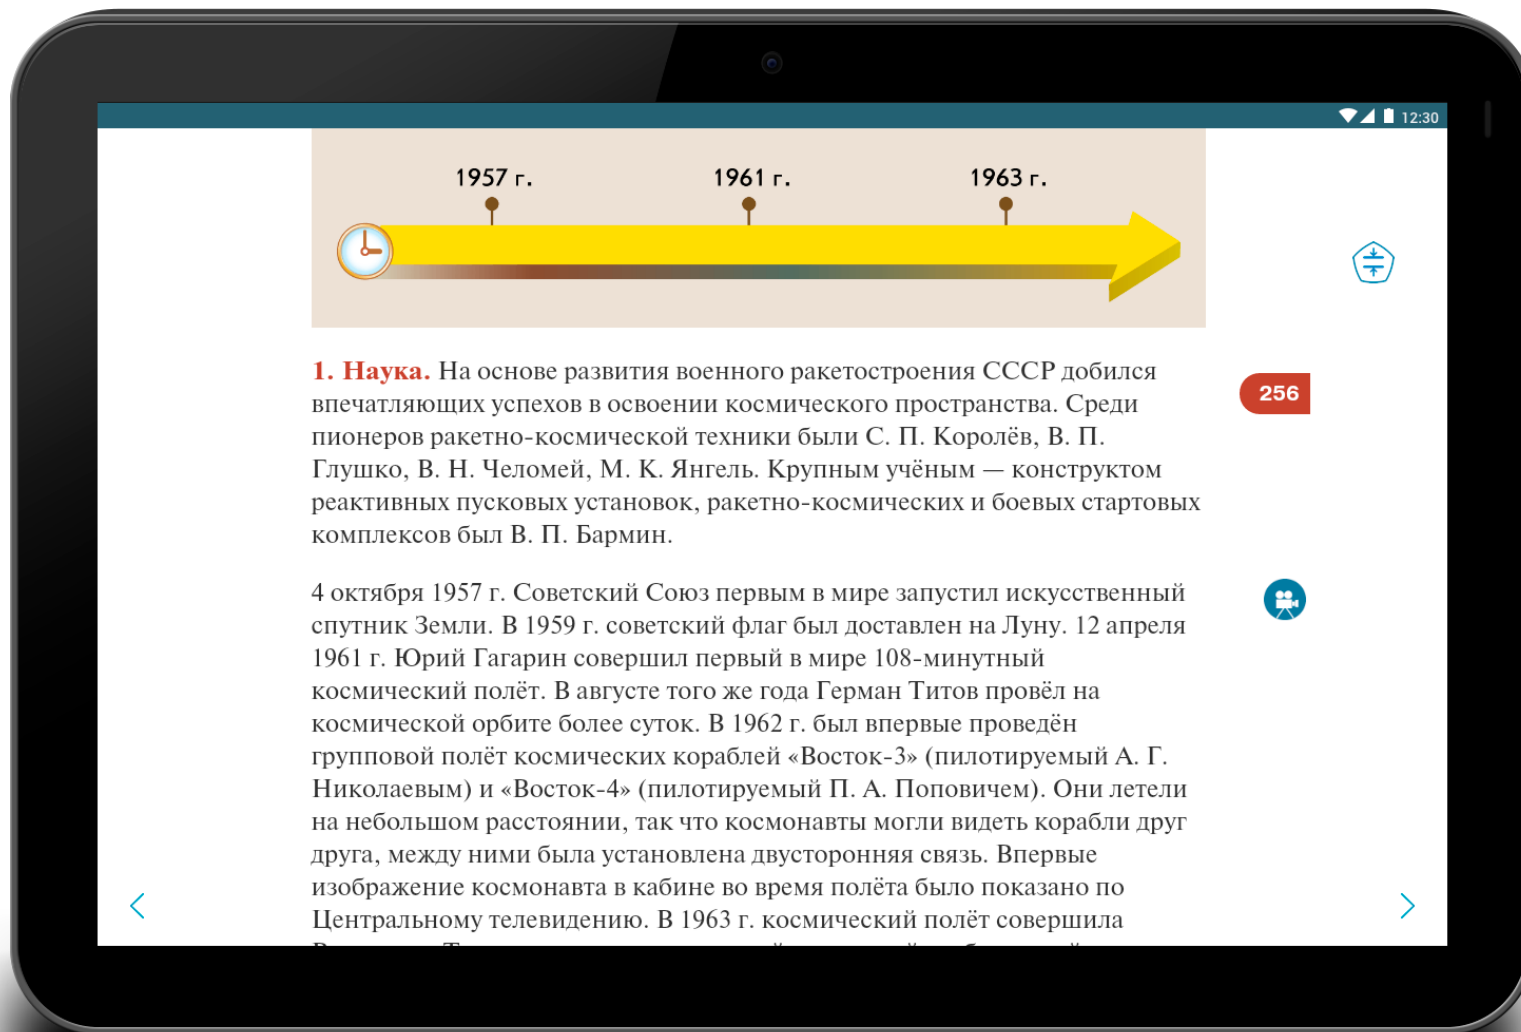 12:30
1957 г. 1961 г. 1963 г.
1. Наука. На основе развития военного ракетостроения СССР добился
впечатляющих успехов в освоении космического пространства. Среди
пионеров ракетно-космической техники были С. П. Королёв, В. П.
Глушко, В. Н. Челомей, М. К. Янгель. Крупным учёным — конструктом
реактивных пусковых установок, ракетно-космических и боевых стартовых
комплексов был В. П. Бармин.
256
4 октября 1957 г. Советский Союз первым в мире запустил искусственный
спутник Земли. В 1959 г. советский флаг был доставлен на Луну. 12 апреля
1961 г. Юрий Гагарин совершил первый в мире 108-минутный
космический полёт. В августе того же года Герман Титов провёл на
космической орбите более суток. В 1962 г. был впервые проведён
групповой полёт космических кораблей «Восток-3» (пилотируемый А. Г.
Николаевым) и «Восток-4» (пилотируемый П. А. Поповичем). Они летели
на небольшом расстоянии, так что космонавты могли видеть корабли друг
друга, между ними была установлена двусторонняя связь. Впервые
изображение космонавта в кабине во время полёта было показано по
Центральному телевидению. В 1963 г. космический полёт совершила